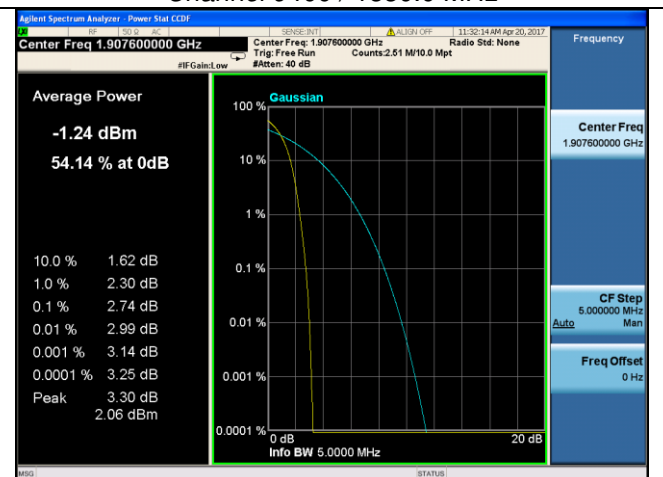 Agilent Spectrum Analyzer - Power Stat CCDF
RF 50 Ω AC SENSE:INT ALIGN OFF 11:32:14 AM Apr 20, 2017
Center Freq 1.907600000 GHz
Center Freq: 1.907600000 GHz Radio Std: None
Trig: Free Run Counts:2.51 M/10.0 Mpt
#IFGain:Low #Atten: 40 dB
Frequency
Average Power
-1.24 dBm
54.14 % at 0dB
10.0 % 1.62 dB
1.0 % 2.30 dB
0.1 % 2.74 dB
0.01 % 2.99 dB
0.001 % 3.14 dB
0.0001 % 3.25 dB
Peak 3.30 dB
2.06 dBm
Gaussian
100 %
10 %
1 %
0.1 %
0.01 %
0.001 %
0.0001 %
0 dB 20 dB
Info BW 5.0000 MHz
Center Freq
1.907600000 GHz
CF Step
5.000000 MHz
Auto Man
Freq Offset
0 Hz
MSG STATUS